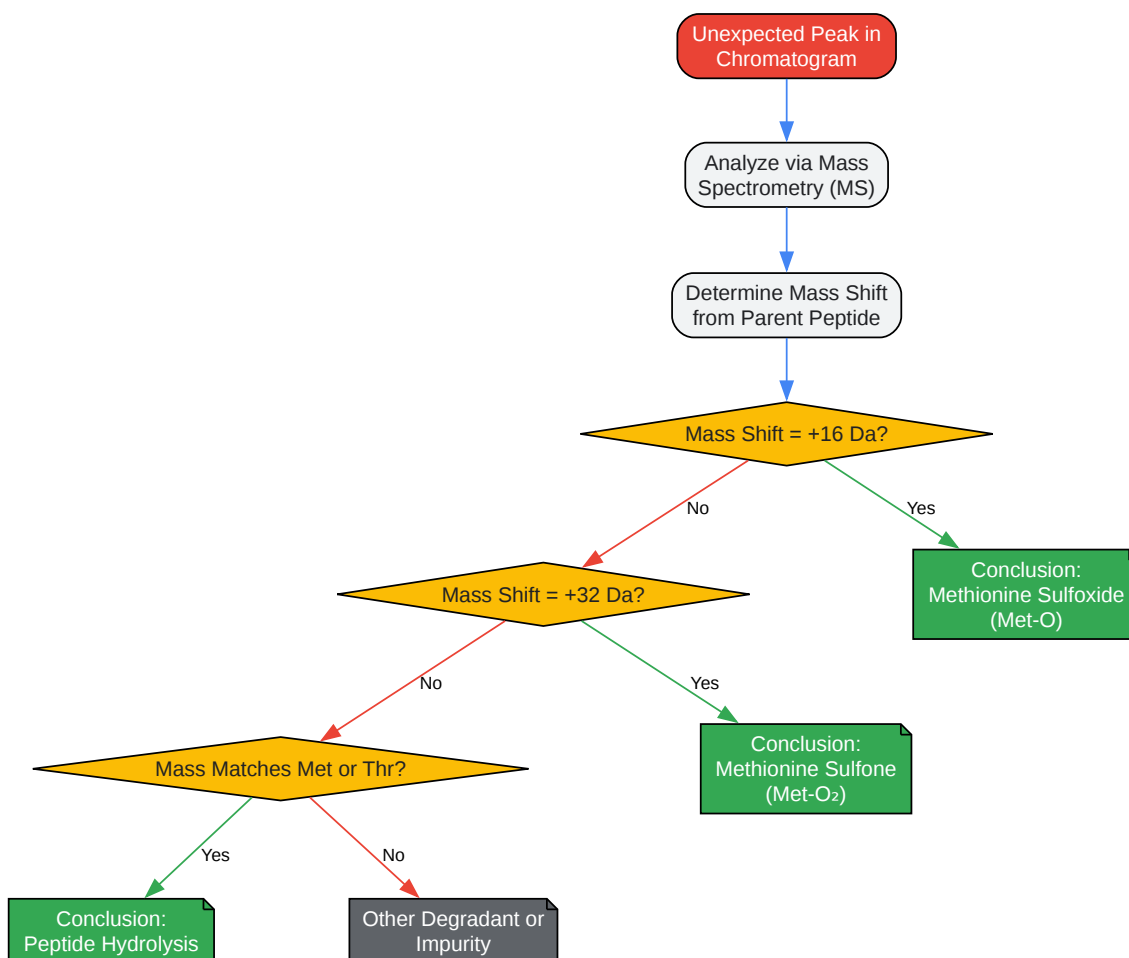 Unexpected Peak in
Chromatogram
Analyze via Mass
Spectrometry (MS)
Determine Mass Shift
from Parent Peptide
Mass Shift = +16 Da?
No
Yes
Conclusion:
Methionine Sulfoxide
(Met-O)
Mass Shift = +32 Da?
No
Yes
Conclusion:
Methionine Sulfone
(Met-O₂)
Mass Matches Met or Thr?
Yes
No
Conclusion:
Peptide Hydrolysis
Other Degradant or
Impurity